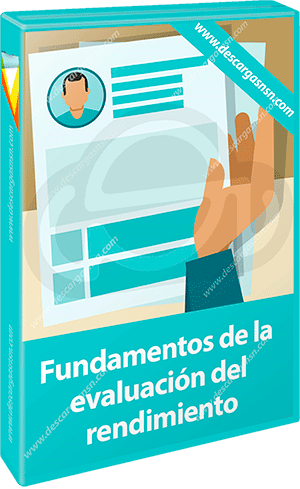 www.descargasnsn.com
Fundamentos de la
evaluación del
rendimiento